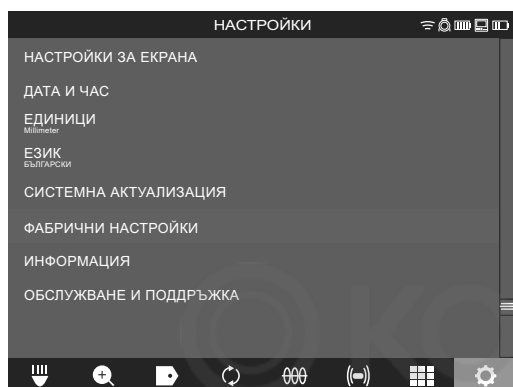 НАСТРОЙКИ
НАСТРОЙКИ ЗА ЕКРАНА
ДАТА И ЧАС
ЕДИНИЦИ
Millimeter
ЕЗИК
БЪЛГАРСКИ
СИСТЕМНА АКТУАЛИЗАЦИЯ
ФАБРИЧНИ НАСТРОЙКИ
ИНФОРМАЦИЯ
ОБСЛУЖВАНЕ И ПОДДРЪЖКА